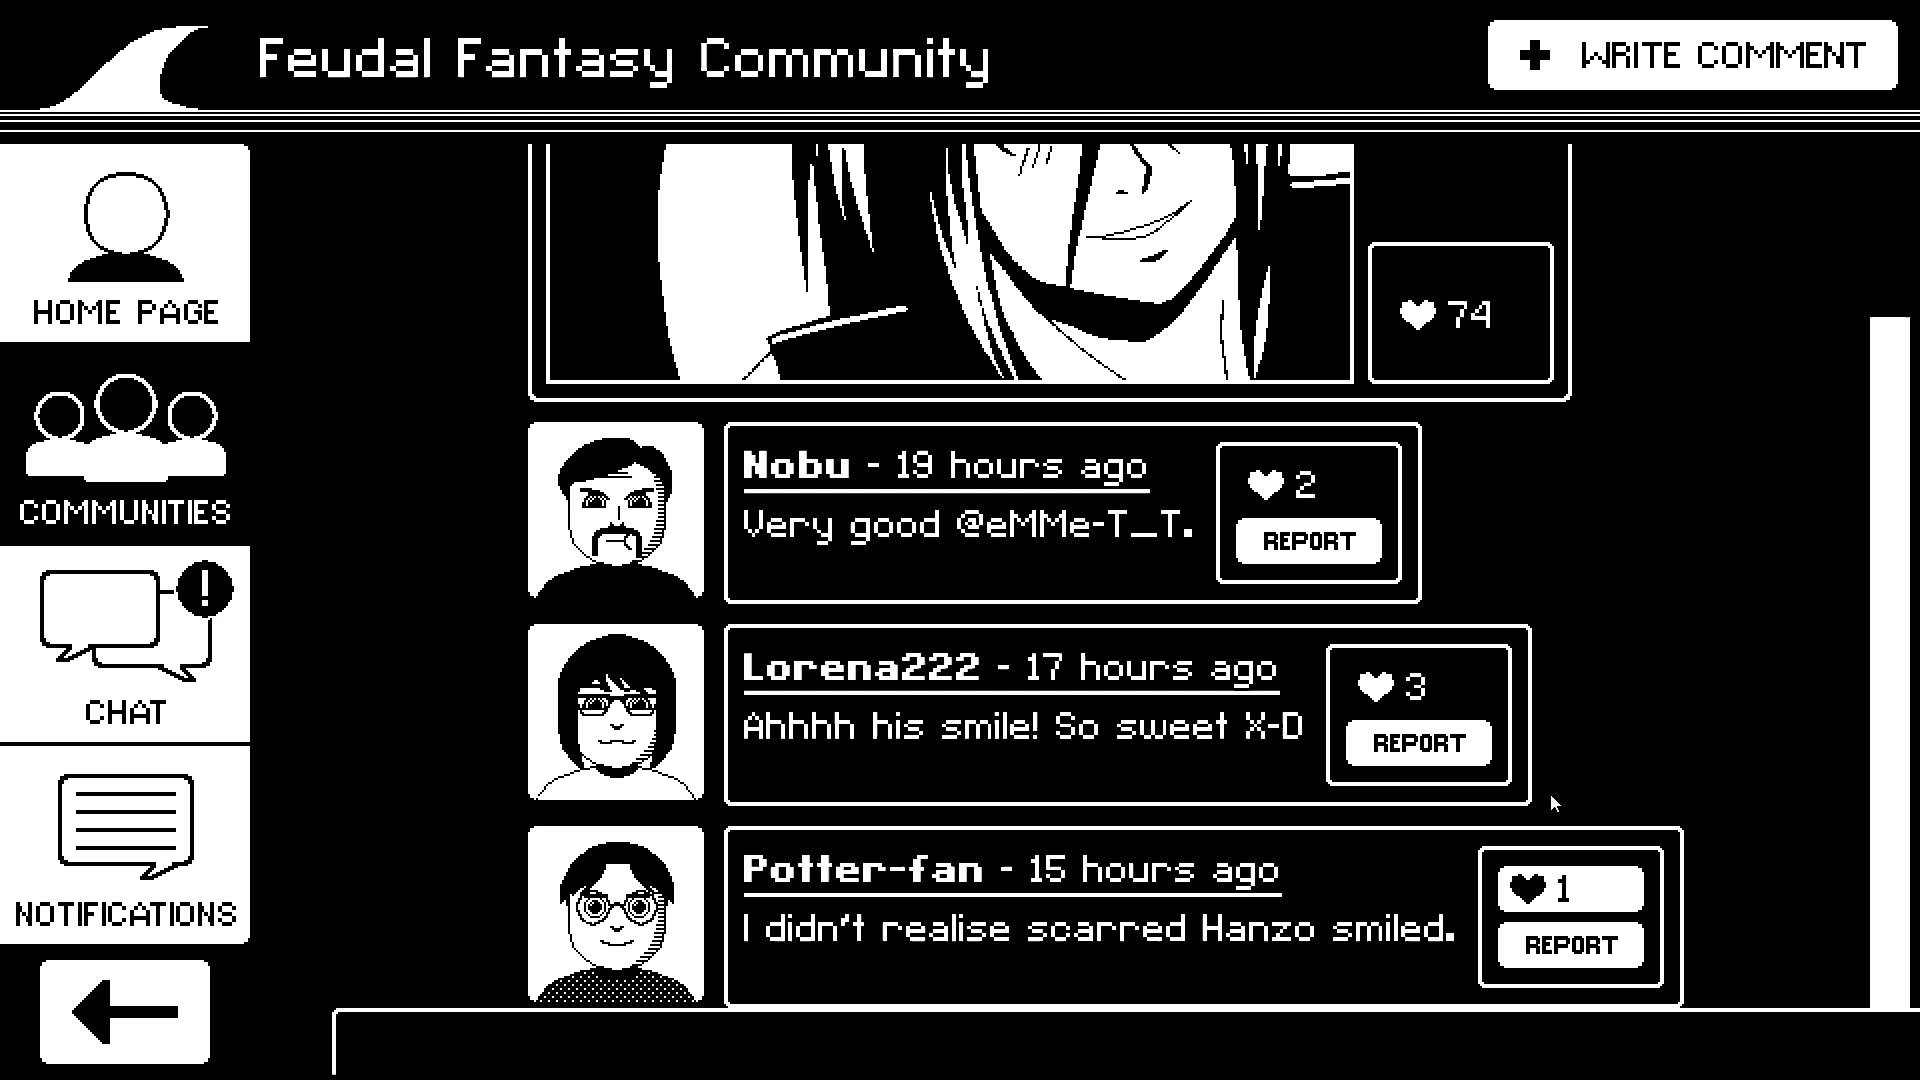 Feudal Fantasy Community
WRITE COMMENT
HOME PAGE
COMMUNITIES
CHAT
NOTIFICATIONS
74
Nobu - 19 hours ago
Very good @eMMe-T_T.
2
REPORT
Lorena222 - 17 hours ago
Ahhhh his smile! So sweet X-D
3
REPORT
Potter-fan - 15 hours ago
I didn't realise scarred Hanzo smiled.
1
REPORT